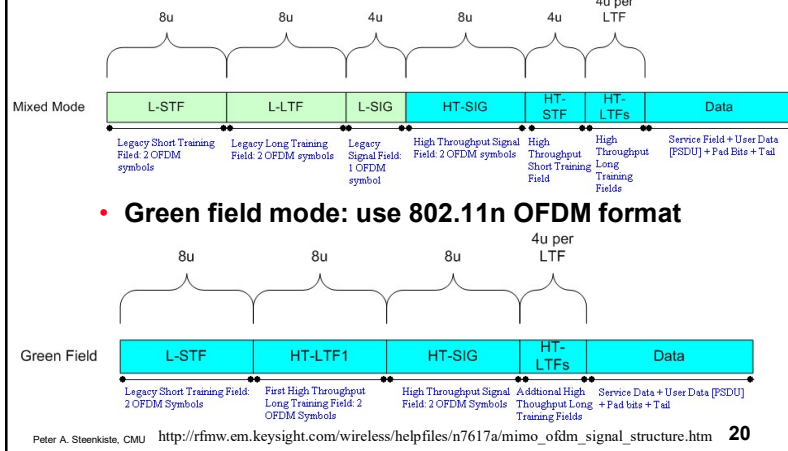 4u per
8u 8u 4u 8u 4u LTF
Mixed Mode L-STF L-LTF L-SIG HT-SIG HT-STF HT-LTFs Data
Legacy Short Training
Filed: 2 OFDM
symbols
Legacy Long Training
Field: 2 OFDM symbols
Legacy
Signal Field:
1 OFDM
symbol
High Throughput Signal
Field: 2 OFDM symbols
High
Throughput
Short Training
Field
High
Throughput
Long
Training
Fields
Service Field + User Data
[PSDU] + Pad Bits + Tail
• Green field mode: use 802.11n OFDM format
4u per
8u 8u 8u LTF
Green Field L-STF HT-LTF1 HT-SIG HT-LTFs Data
Legacy Short Training Field:
2 OFDM Symbols
First High Throughput
Long Training Field: 2
OFDM Symbols
High Throughput Signal
Field: 2 OFDM Symbols
Addtional High
Thoughput Long
Training Fields
Service Data + User Data [PSDU]
+ Pad bits + Tail
Peter A. Steenkiste, CMU http://rfmw.em.keysight.com/wireless/helpfiles/n7617a/mimo_ofdm_signal_structure.htm 20